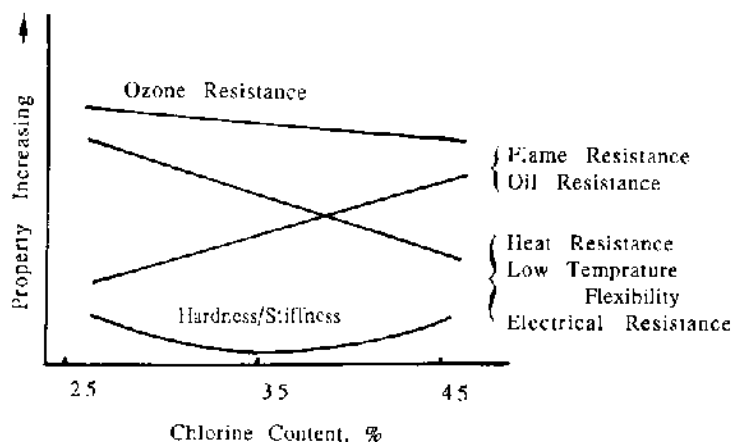 Property Increasing
Ozone Resistance
Flame Resistance
Oil Resistance
Heat Resistance
Low Temprature
Flexibility
Electrical Resistance
Hardness/Stiffness
25 35 45
Chlorine Content, %